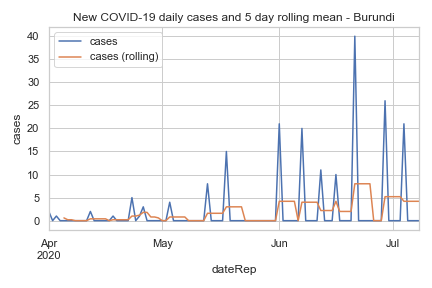 New COVID-19 daily cases and 5 day rolling mean - Burundi
cases
cases (rolling)
40
35
30
25
20
15
10
5
0
cases
Apr
2020
May
Jun
Jul
dateRep